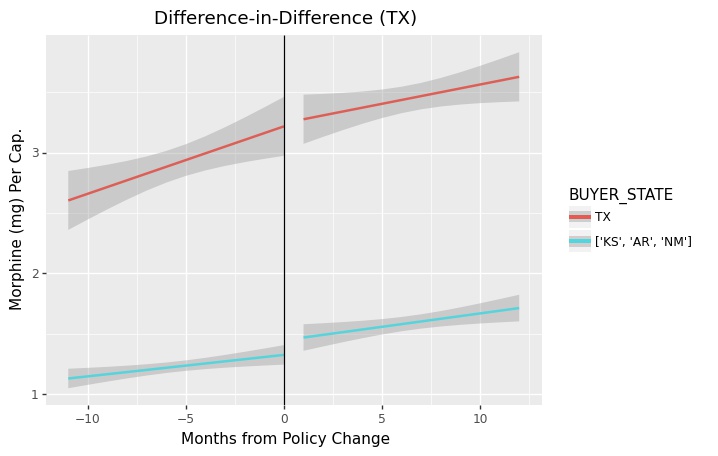 Difference-in-Difference (TX)
Morphine (mg) Per Cap.
3
2
1
−10
−5
0
5
10
Months from Policy Change
BUYER_STATE
TX
['KS', 'AR', 'NM']